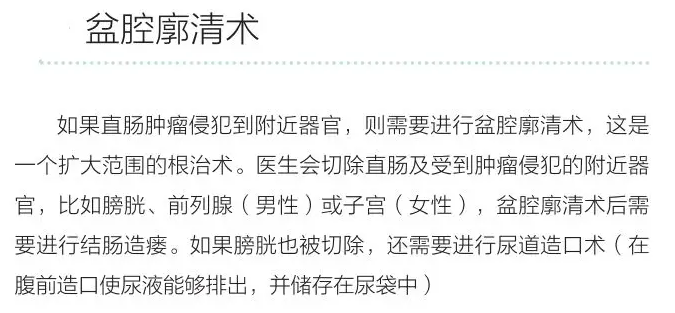 盆腔廓清术
如果直肠肿瘤侵犯到附近器官，则需要进行盆腔廓清术，这是
一个扩大范围的根治术。医生会切除直肠及受到肿瘤侵犯的附近器
官，比如膀胱、前列腺（男性）或子宫（女性），盆腔廓清术后需
要进行结肠造瘘。如果膀胱也被切除，还需要进行尿道造口术（在
腹前造口使尿液能够排出，并储存在尿袋中）